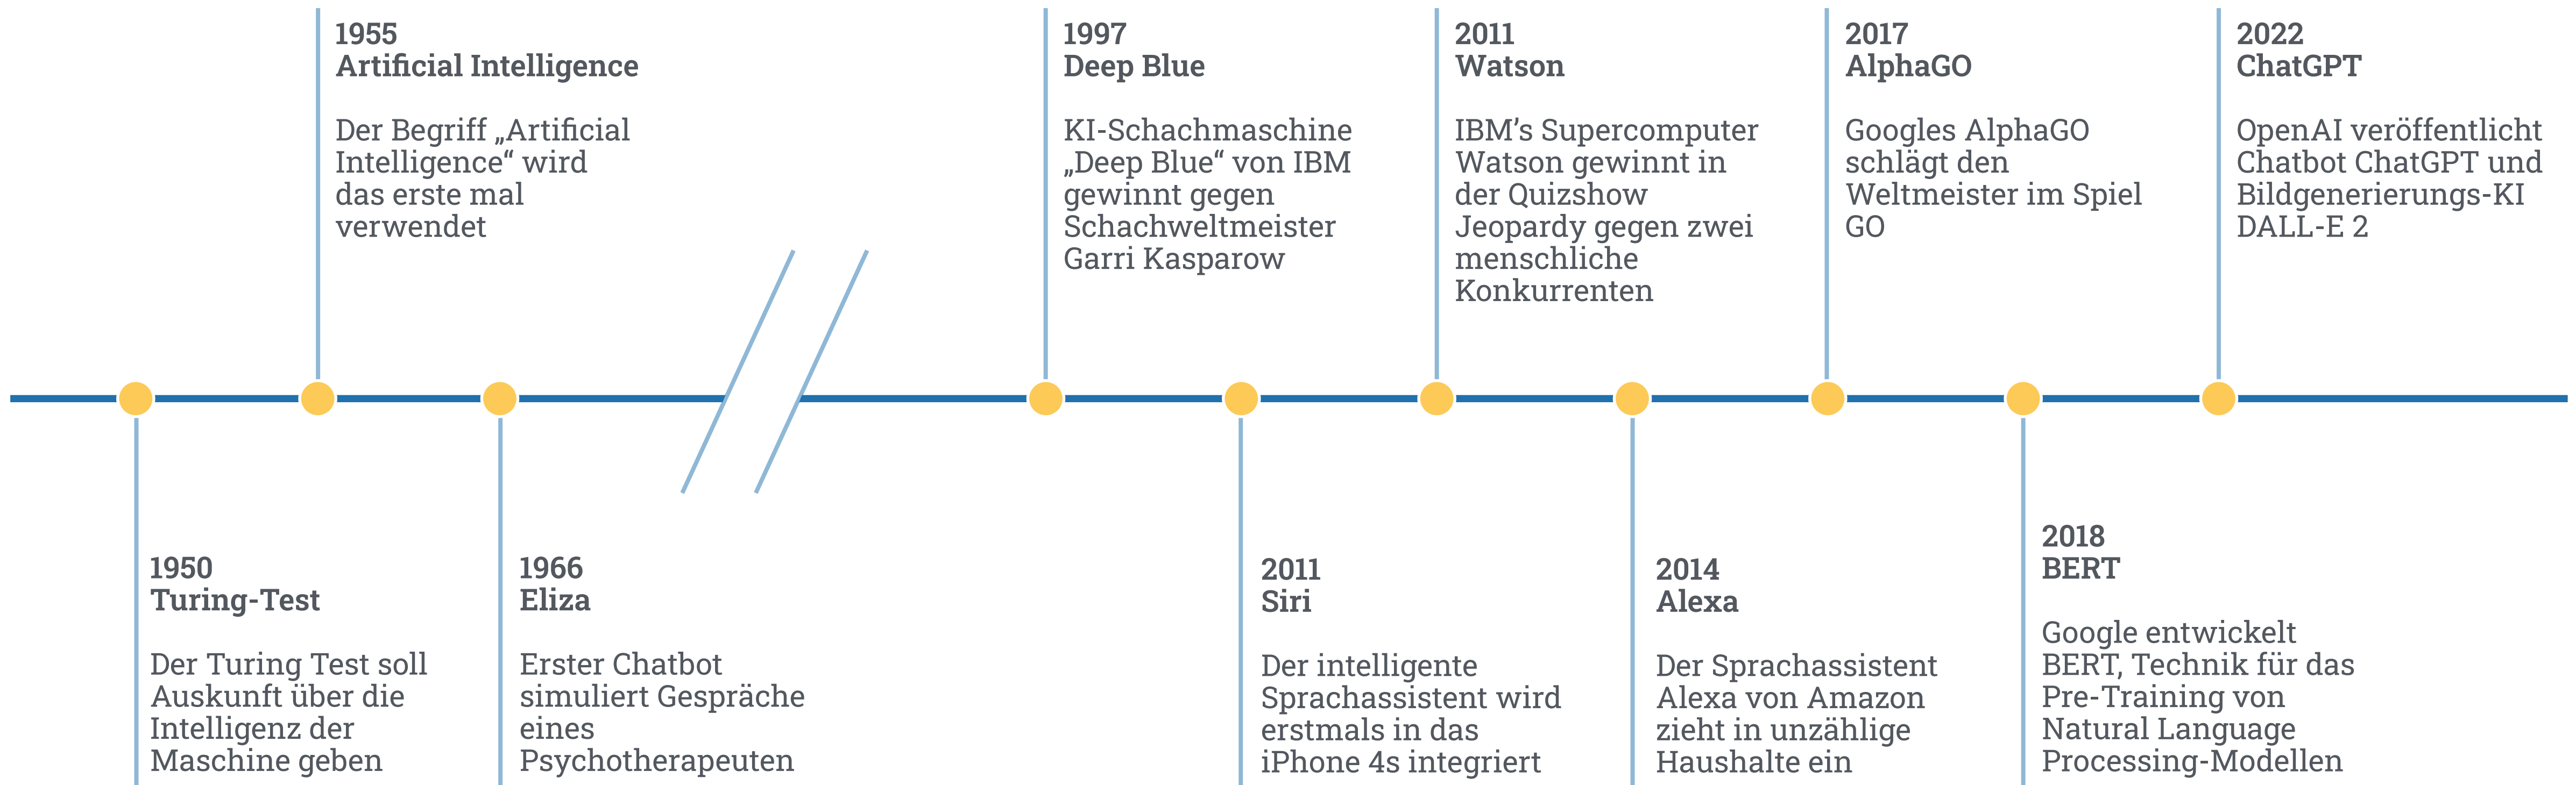 1955
Artificial Intelligence
Der Begriff „Artificial
Intelligence“ wird
das erste mal
verwendet
1997
Deep Blue
KI-Schachmaschine
„Deep Blue“ von IBM
gewinnt gegen
Schachweltmeister
Garri Kasparow
2011
Watson
IBM’s Supercomputer
Watson gewinnt in
der Quizshow
Jeopardy gegen zwei
menschliche
Konkurrenten
2017
AlphaGO
Googles AlphaGO
schlägt den
Weltmeister im Spiel
GO
2022
ChatGPT
OpenAI veröffentlicht
Chatbot ChatGPT und
Bildgenerierungs-KI
DALL-E 2
1950
Turing-Test
Der Turing Test soll
Auskunft über die
Intelligenz der
Maschine geben
1966
Eliza
Erster Chatbot
simuliert Gespräche
eines
Psychotherapeuten
2011
Siri
Der intelligente
Sprachassistent wird
erstmals in das
iPhone 4s integriert
2014
Alexa
Der Sprachassistent
Alexa von Amazon
zieht in unzählige
Haushalte ein
2018
BERT
Google entwickelt
BERT, Technik für das
Pre-Training von
Natural Language
Processing-Modellen